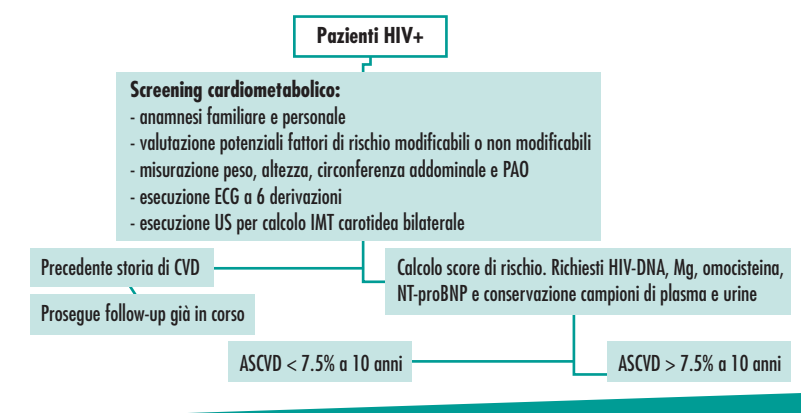 Pazienti HIV+
Screening cardiometabolico:
- anamnesi familiare e personale
- valutazione potenziali fattori di rischio modificabili o non modificabili
- misurazione peso, altezza, circonferenza addominale e PAO
- esecuzione ECG a 6 derivazioni
- esecuzione US per calcolo IMT carotidea bilaterale
Precedente storia di CVD
Prosegue follow-up già in corso
Calcolo score di rischio. Richiesti HIV-DNA, Mg, omocisteina,
NT-proBNP e conservazione campioni di plasma e urine
ASCVD < 7.5% a 10 anni
ASCVD > 7.5% a 10 anni